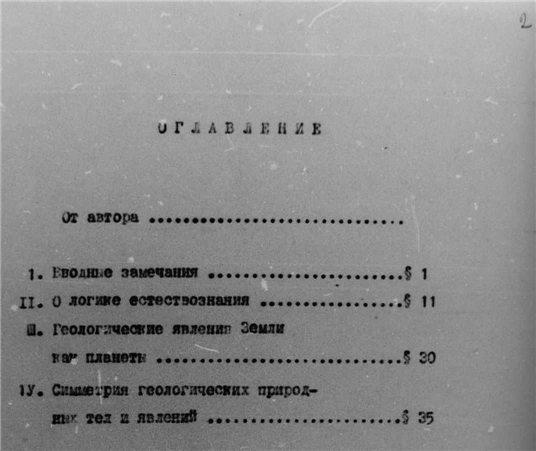 2
ОГЛАВЛЕНИЕ
От автора ..............................
1. Вводные замечания ........................§ 1
II. О логике естествознания .................§ 11
Ш. Геологические явления Земли
как планеты ..............................§ 30
1У. Симметрия геологических природ-
ных тел и явлений ........................§ 35